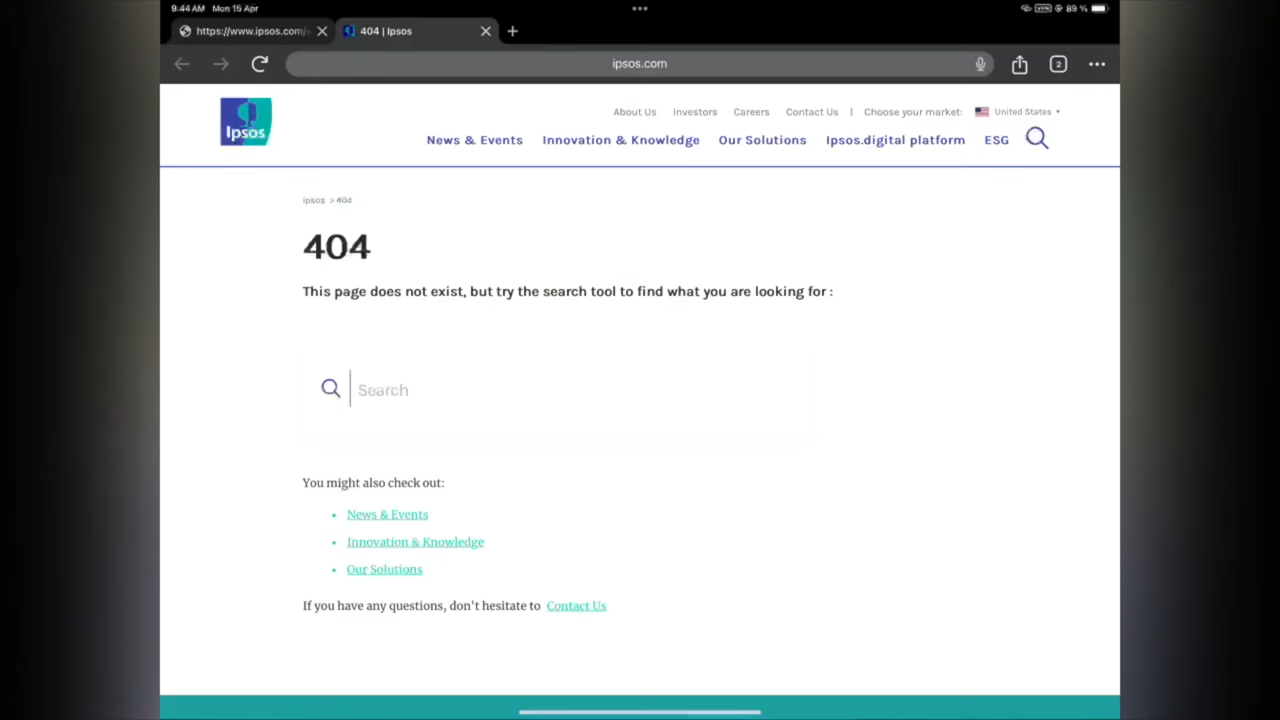 9:44 AM Mon 15 Apr
VPN 89 %
https://www.ipsos.com/
404 | Ipsos
ipsos.com
2
Ipsos
About Us Investors Careers Contact Us | Choose your market: United States
News & Events Innovation & Knowledge Our Solutions Ipsos.digital platform ESG
Ipsos > 404
404
This page does not exist, but try the search tool to find what you are looking for :
Search
You might also check out:
• News & Events
• Innovation & Knowledge
• Our Solutions
If you have any questions, don't hesitate to Contact Us